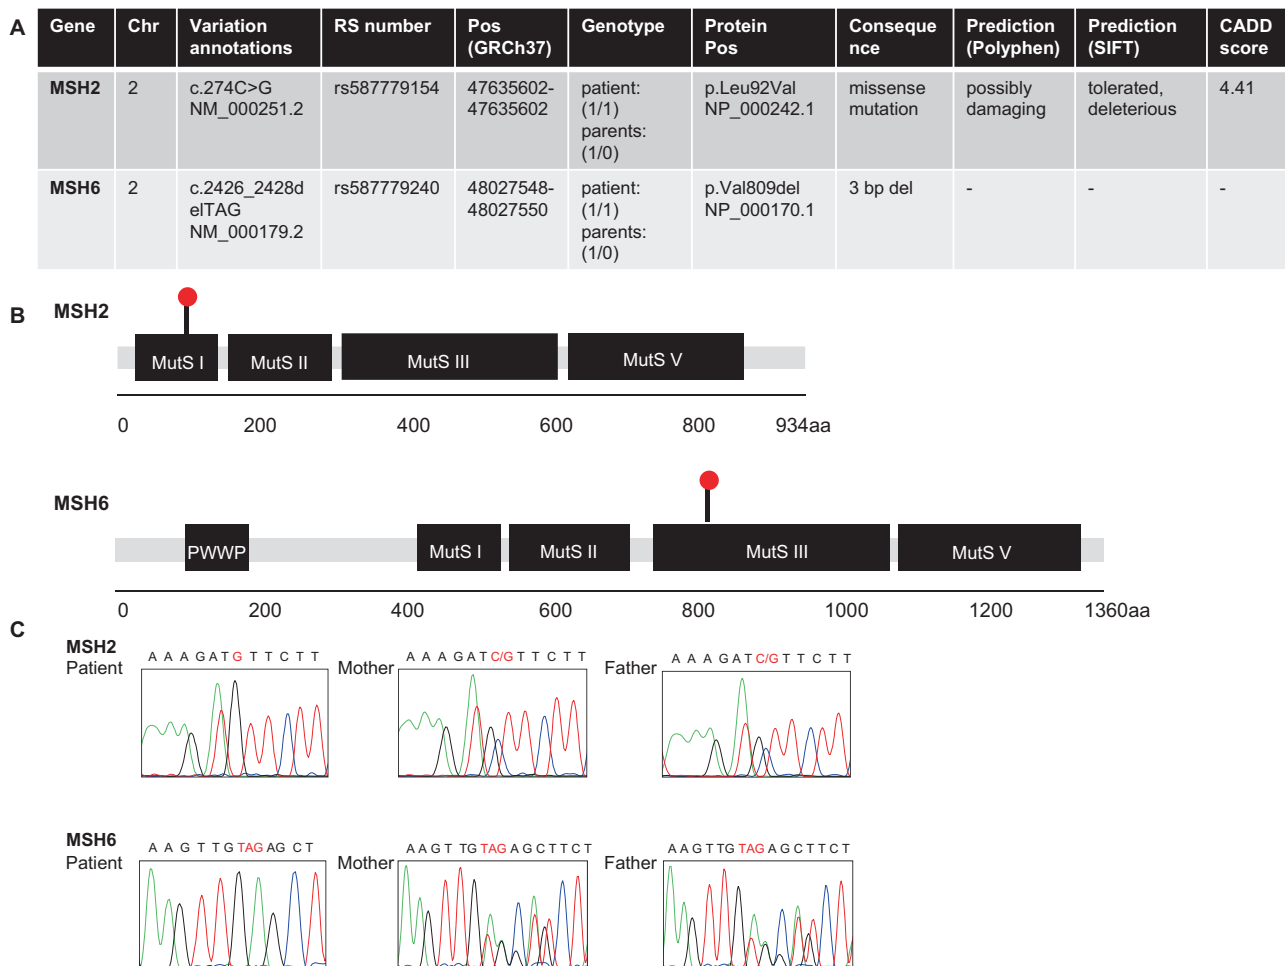 A
Gene Chr Variation annotations RS number Pos (GRCh37) Genotype Protein Pos Conseque nce Prediction (Polyphen) Prediction (SIFT) CADD score
MSH2 2 c.274C>G NM_000251.2 rs587779154 47635602-47635602 patient: (1/1) parents: (1/0) p.Leu92Val NP_000242.1 missense mutation possibly damaging tolerated, deleterious 4.41
MSH6 2 c.2426_2428d elTAG NM_000179.2 rs587779240 48027548-48027550 patient: (1/1) parents: (1/0) p.Val809del NP_000170.1 3 bp del - - -
B
MSH2
MutS I MutS II MutS III MutS V
0 200 400 600 800 934aa
MSH6
PWWP MutS I MutS II MutS III MutS V
0 200 400 600 800 1000 1200 1360aa
C
MSH2
Patient A A A G A T G T T C T T
Mother A A A G A T C/G T T C T T
Father A A A G A T C/G T T C T T
MSH6
Patient A A G T T G TAG AG C T
Mother A A G T T G TAG A G C T T C T
Father A A G T T G TAG A G C T T C T